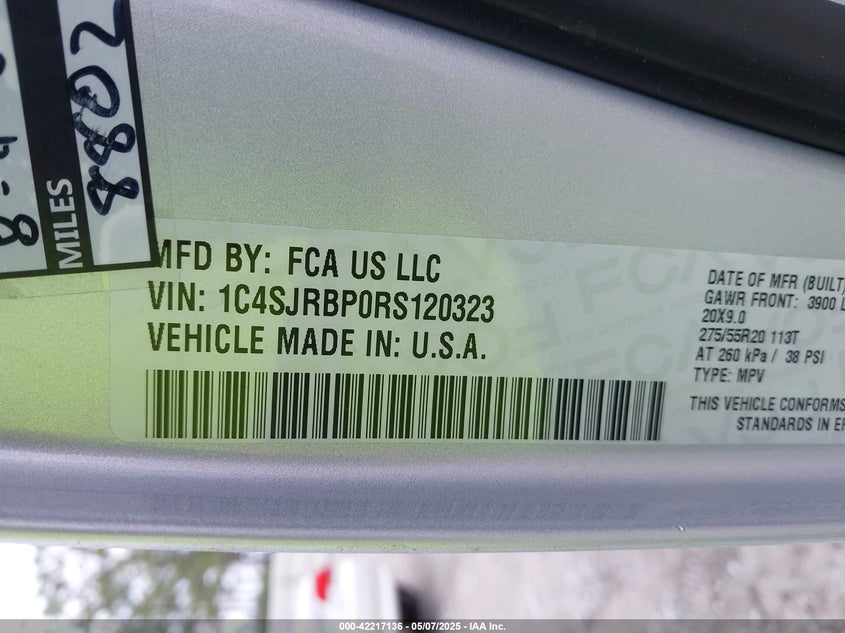 8802
MILES
MFD BY: FCA US LLC
VIN: 1C4SJRBP0RS120323
VEHICLE MADE IN: U.S.A.
DATE OF MFR (BUILT)
GAWR FRONT: 3900
20X9.0
275/55R20 113T
AT 260 kPa / 38 PSI
TYPE: MPV
THIS VEHICLE CONFORMS
STANDARDS IN
000-42217136 - 05/07/2025 - IAA Inc.